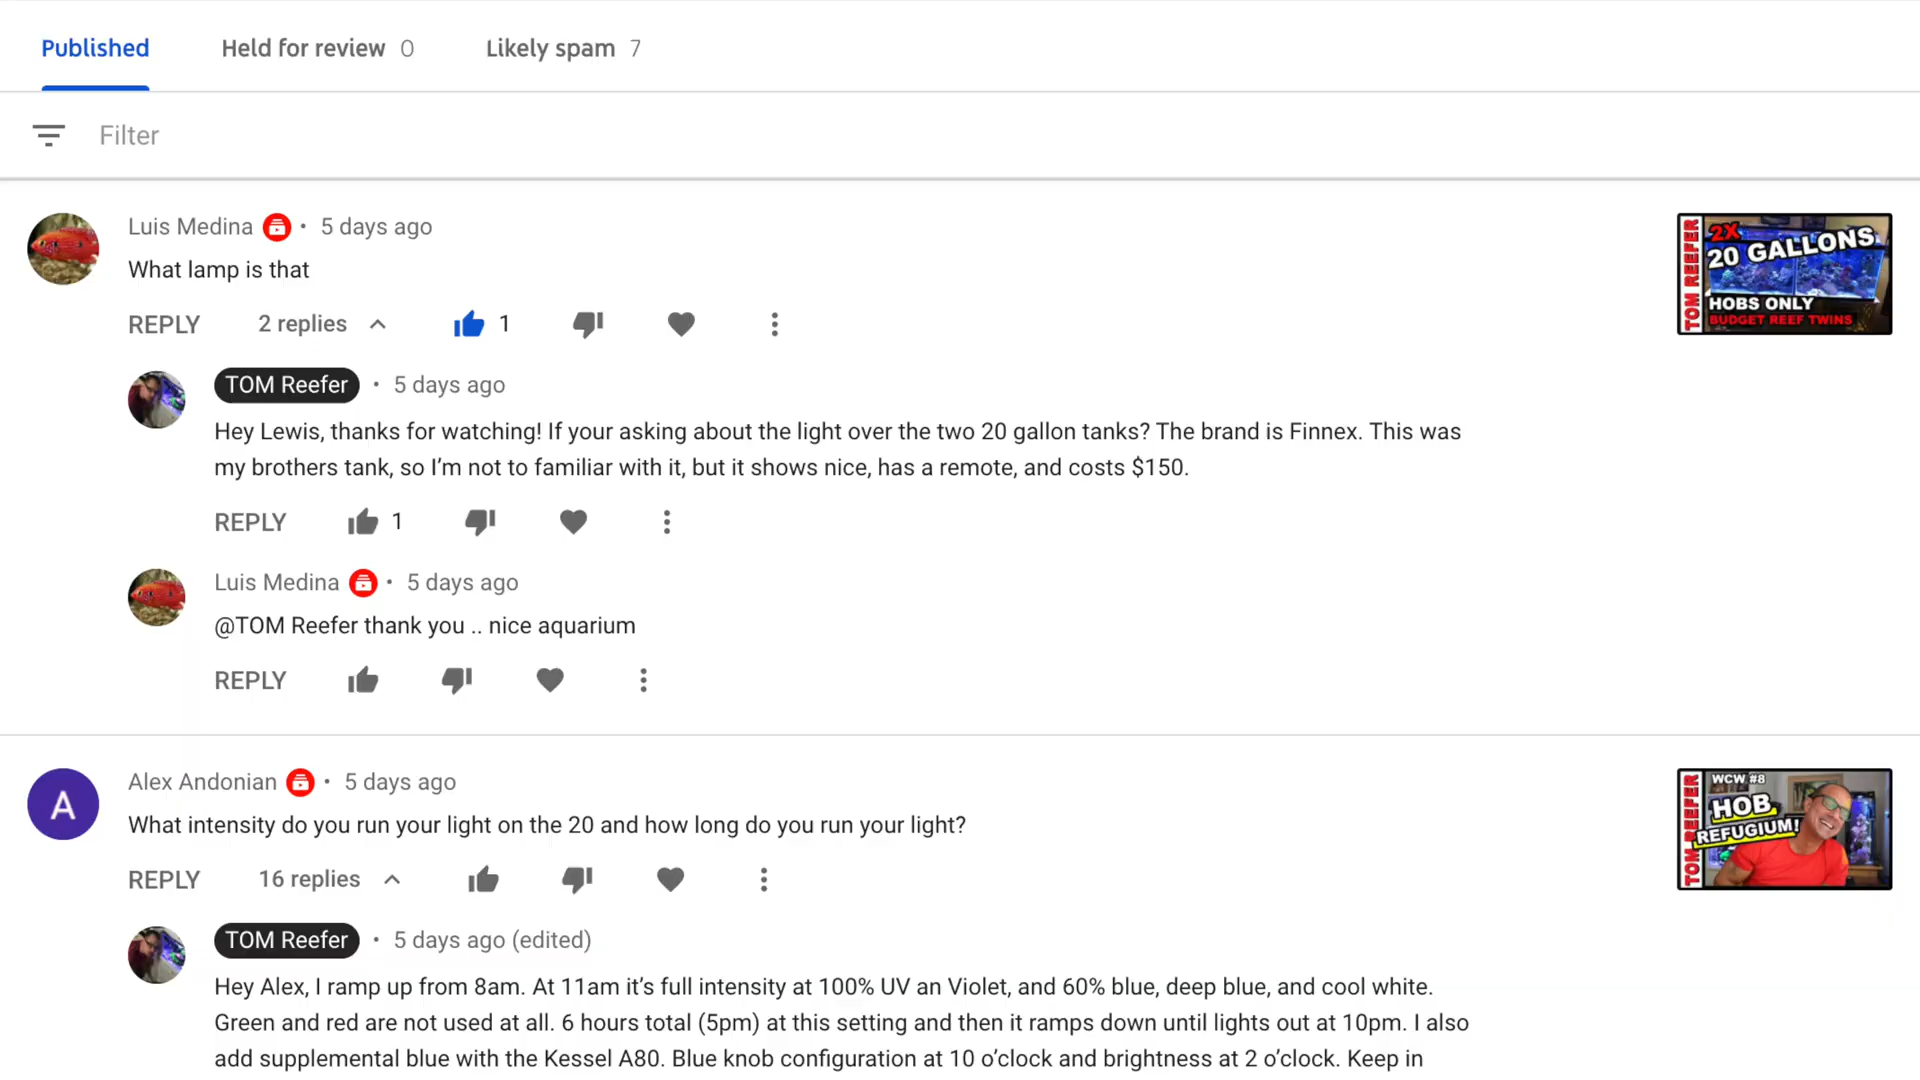 Published
Held for review 0
Likely spam 7
Filter
Luis Medina • 5 days ago
What lamp is that
REPLY 2 replies 1
TOM REEFER
2X
20 GALLONS
HOBS ONLY
BUDGET REEF TWINS
TOM Reefer • 5 days ago
Hey Lewis, thanks for watching! If your asking about the light over the two 20 gallon tanks? The brand is Finnex. This was
my brothers tank, so I’m not to familiar with it, but it shows nice, has a remote, and costs $150.
REPLY 1
Luis Medina • 5 days ago
@TOM Reefer thank you .. nice aquarium
REPLY
A
Alex Andonian • 5 days ago
What intensity do you run your light on the 20 and how long do you run your light?
REPLY 16 replies
TOM REEFER
WCW #8
HOB
REFUGIUM!
TOM Reefer • 5 days ago (edited)
Hey Alex, I ramp up from 8am. At 11am it’s full intensity at 100% UV an Violet, and 60% blue, deep blue, and cool white.
Green and red are not used at all. 6 hours total (5pm) at this setting and then it ramps down until lights out at 10pm. I also
add supplemental blue with the Kessel A80. Blue knob configuration at 10 o’clock and brightness at 2 o’clock. Keep in